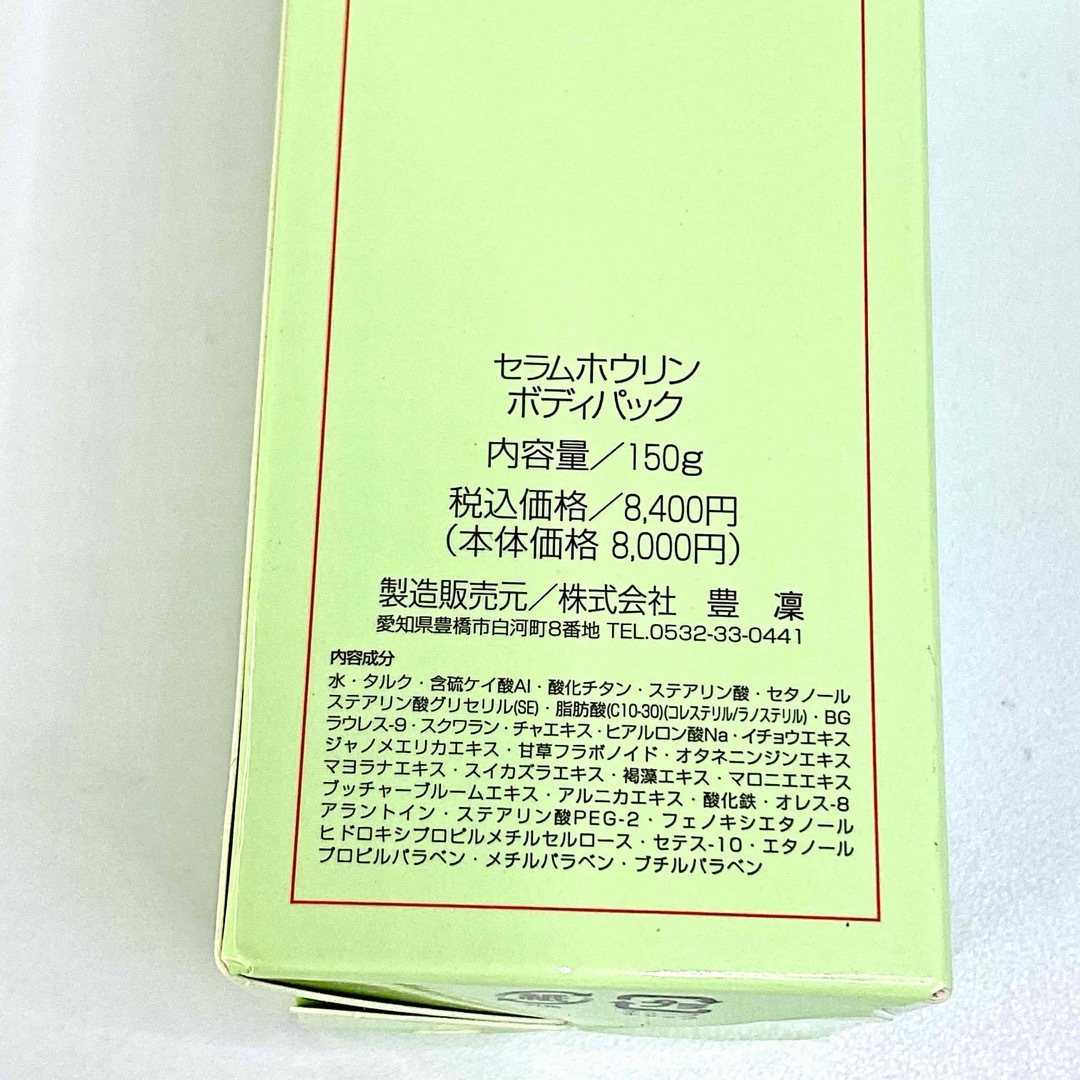 セラムホウリン
ボディパック
内容量／150g
税込価格／8,400円
（本体価格 8,000円）
製造販売元／株式会社　豊　凜
愛知県豊橋市白河町8番地 TEL.0532-33-0441
内容成分
水・タルク・含硫ケイ酸Al・酸化チタン・ステアリン酸・セタノール
ステアリン酸グリセリル(SE)・脂肪酸(C10-30)(コレステリル/ラノステリル)・BG
ラウレス-9・スクワラン・チャエキス・ヒアルロン酸Na・イチョウエキス
ジャノメエリカエキス・甘草フラボノイド・オタネニンジンエキス
マヨラナエキス・スイカズラエキス・褐藻エキス・マロニエエキス
ブッチャーブルームエキス・アルニカエキス・酸化鉄・オレス-8
アラントイン・ステアリン酸PEG-2・フェノキシエタノール
ヒドロキシプロピルメチルセルロース・セテス-10・エタノール
プロピルパラベン・メチルパラベン・ブチルパラベン